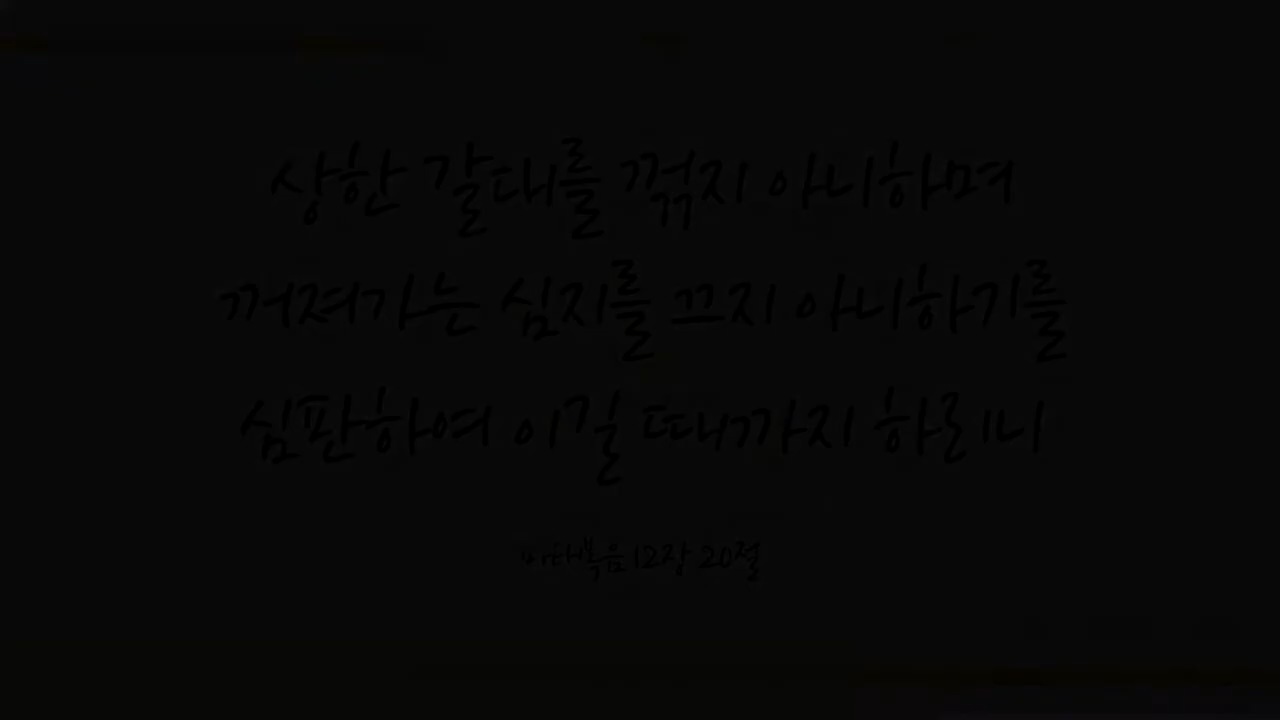 상한 갈대를 꺾지 아니하며
꺼져가는 심지를 끄지 아니하기를
심판하여 이길 때까지 하리니
마태복음 12장 20절